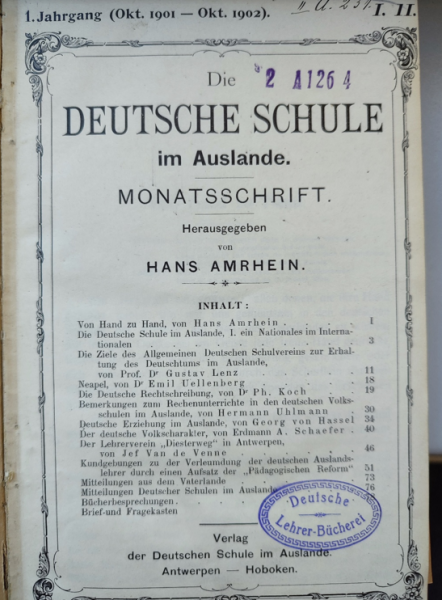 1. Jahrgang (Okt. 1901 — Okt. 1902).
I. II.
2 A126 4
Die
DEUTSCHE SCHULE
im Auslande.
MONATSSCHRIFT.
Herausgegeben
von
HANS AMRHEIN.
INHALT:
Von Hand zu Hand, von Hans Amrhein . . . . 1
Die Deutsche Schule im Auslande, I. ein Nationales im Interna-
tionalen . . . . 3
Die Ziele des Allgemeinen Deutschen Schulvereins zur Erhal-
tung des Deutschtums im Auslande,
von Prof. Dr Gustav Lenz . . . . 11
Neapel, von Dr Emil Uellenberg . . . . 18
Die Deutsche Rechtschreibung, von Dr Ph. Koch . . 19
Bemerkungen zum Rechenunterrichte in den deutschen Volks-
schulen im Auslande, von Hermann Uhlmann . 30
Deutsche Erziehung im Auslande, von Georg von Hassel 34
Der deutsche Volkscharakter, von Erdmann A. Schaefer . 40
Der Lehrerverein „Diesterweg" in Antwerpen,
von Jef Van de Venne . . . . 46
Kundgebungen zu der Verleumdung der deutschen Auslands-
lehrer durch einen Aufsatz der „Pädagogischen Reform" 51
Mitteilungen aus dem Vaterlande . . . . 73
Mitteilungen Deutscher Schulen im Auslande 76
Bücherbesprechungen . . . .
Brief-und Fragekasten
Deutsche
Lehrer-Bücherei
Verlag
der Deutschen Schule im Auslande.
Antwerpen — Hoboken.